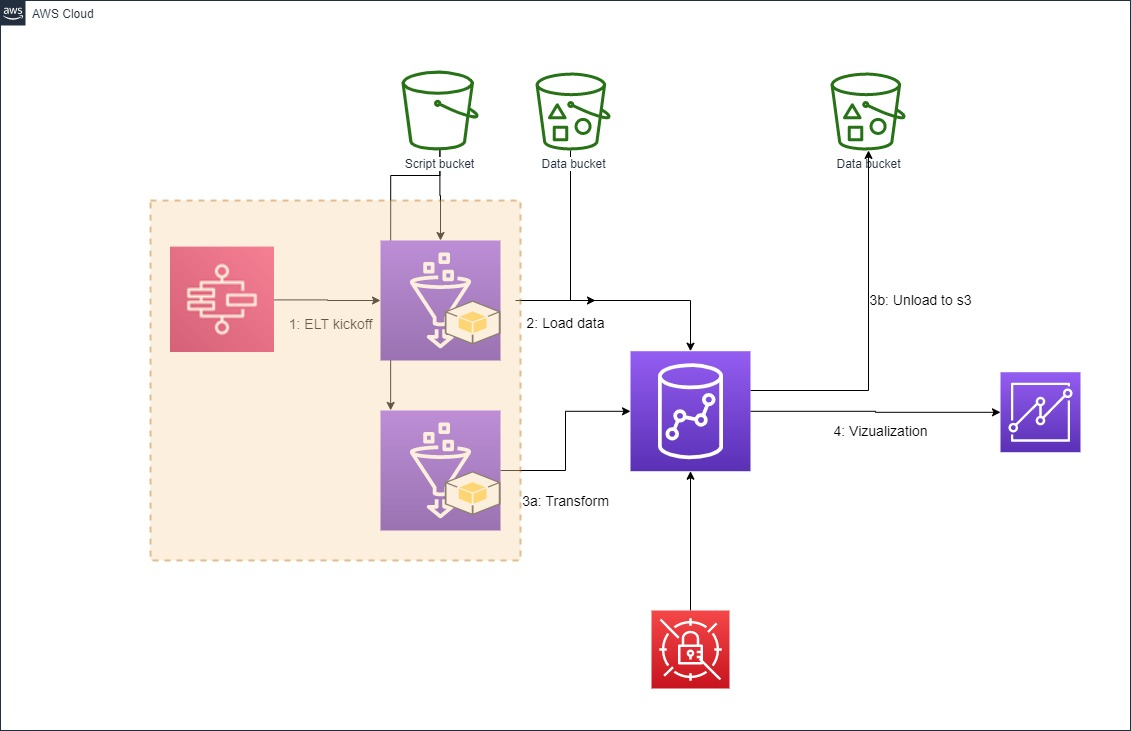 aws
AWS Cloud
Script bucket
Data bucket
Data bucket
1: ELT kickoff
2: Load data
3b: Unload to s3
4: Vizualization
3a: Transform